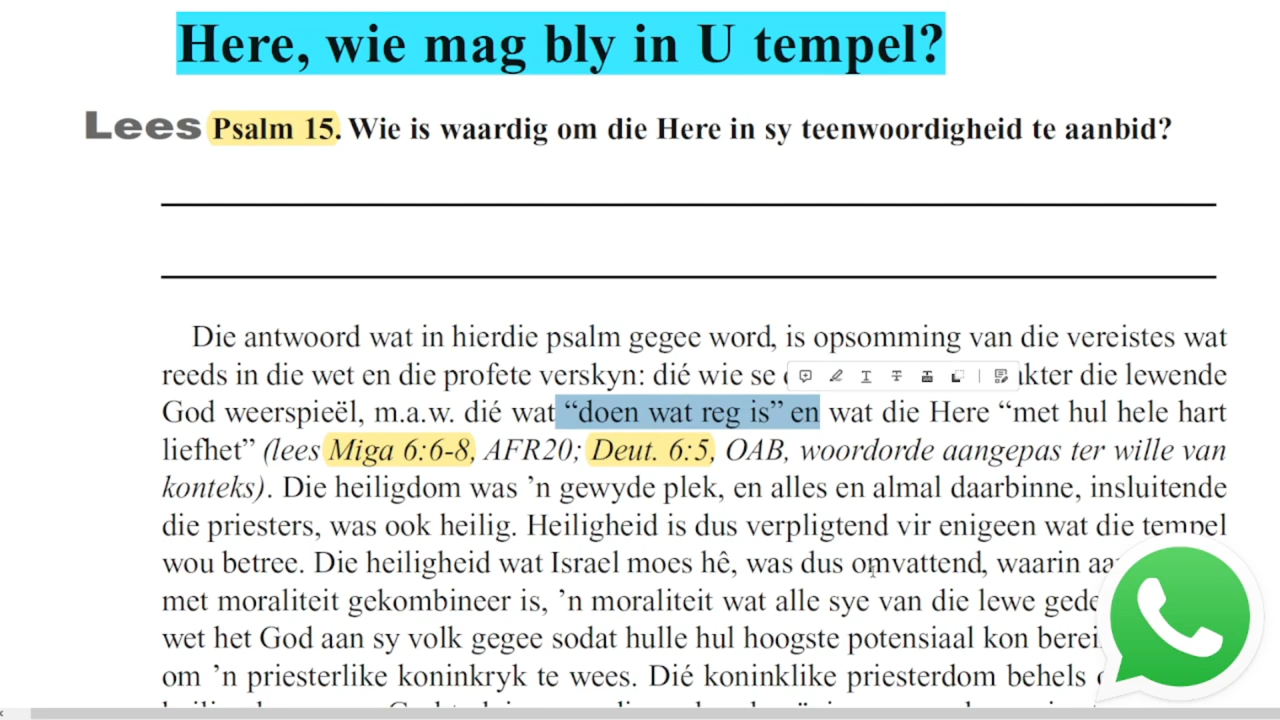 Here, wie mag bly in U tempel?
Lees Psalm 15. Wie is waardig om die Here in sy teenwoordigheid te aanbid?
Die antwoord wat in hierdie psalm gegee word, is opsomming van die vereistes wat
reeds in die wet en die profete verskyn: dié wie se die lewende
God weerspieël, m.a.w. dié wat “doen wat reg is” en wat die Here “met hul hele hart
liefhet” (lees Miga 6:6-8, AFR20; Deut. 6:5, OAB, woordorde aangepas ter wille van
konteks). Die heiligdom was ’n gewyde plek, en alles en almal daarbinne, insluitende
die priesters, was ook heilig. Heiligheid is dus verpligtend vir enigeen wat die tempel
wou betree. Die heiligheid wat Israel moes hê, was dus omvattend, waarin
met moraliteit gekombineer is, ’n moraliteit wat alle sye van die lewe
wet het God aan sy volk gegee sodat hulle hul hoogste potensiaal kon
om ’n priesterlike koninkryk te wees. Dié koninklike priesterdom behels